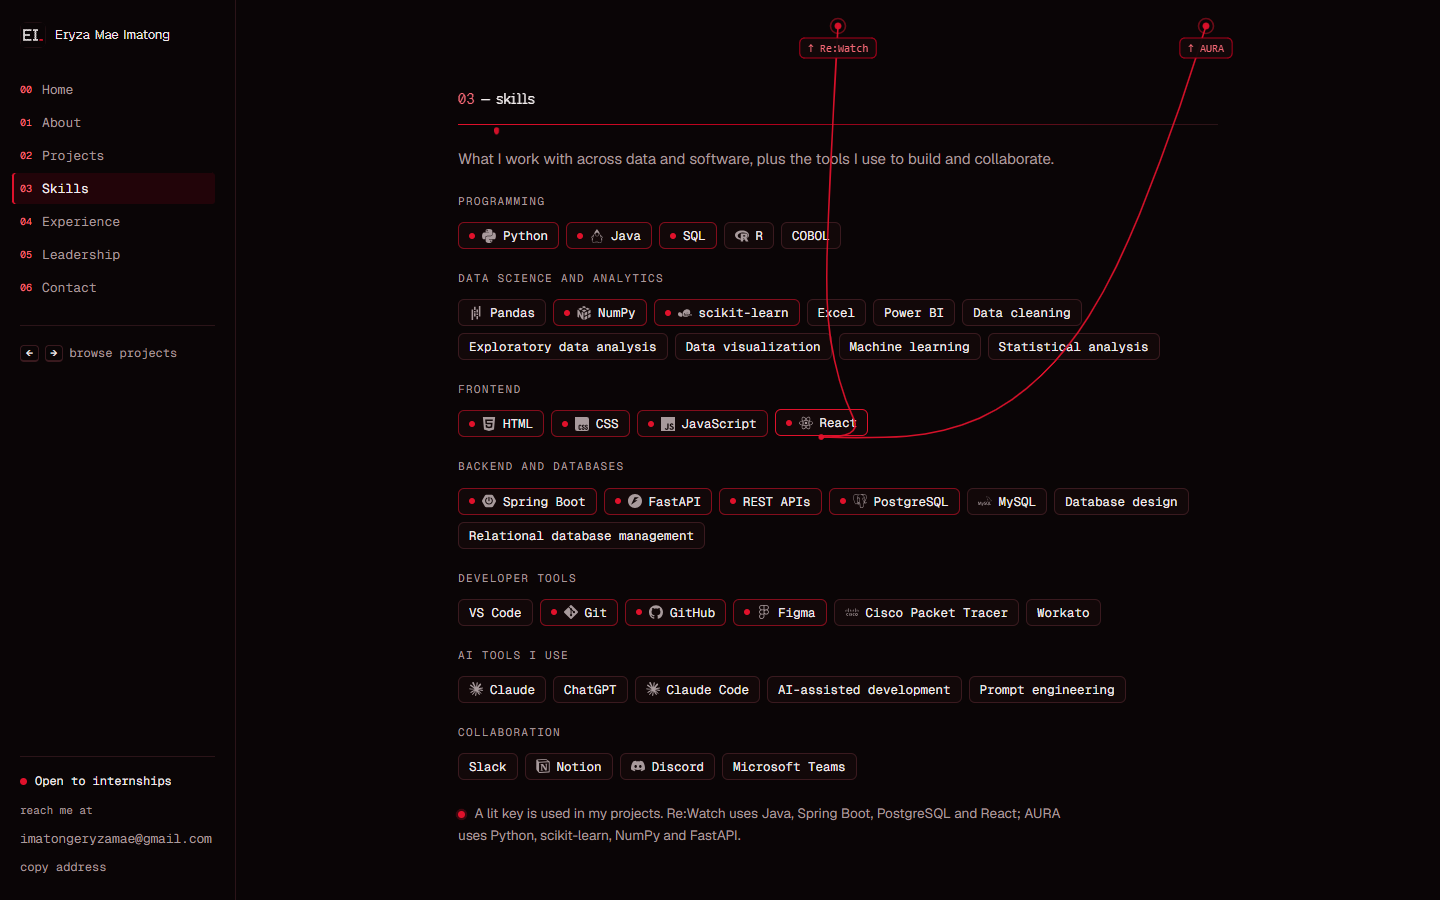 EI. Eryza Mae Imatong
00 Home
01 About
02 Projects
03 Skills
04 Experience
05 Leadership
06 Contact
← → browse projects
Open to internships
reach me at
imatongeryzamae@gmail.com
copy address
↑ Re:Watch
↑ AURA
03 — skills
What I work with across data and software, plus the tools I use to build and collaborate.
PROGRAMMING
Python Java SQL R COBOL
DATA SCIENCE AND ANALYTICS
Pandas NumPy scikit-learn Excel Power BI Data cleaning
Exploratory data analysis Data visualization Machine learning Statistical analysis
FRONTEND
HTML CSS JavaScript React
BACKEND AND DATABASES
Spring Boot FastAPI REST APIs PostgreSQL MySQL Database design
Relational database management
DEVELOPER TOOLS
VS Code Git GitHub Figma Cisco Packet Tracer Workato
AI TOOLS I USE
Claude ChatGPT Claude Code AI-assisted development Prompt engineering
COLLABORATION
Slack Notion Discord Microsoft Teams
A lit key is used in my projects. Re:Watch uses Java, Spring Boot, PostgreSQL and React; AURA
uses Python, scikit-learn, NumPy and FastAPI.